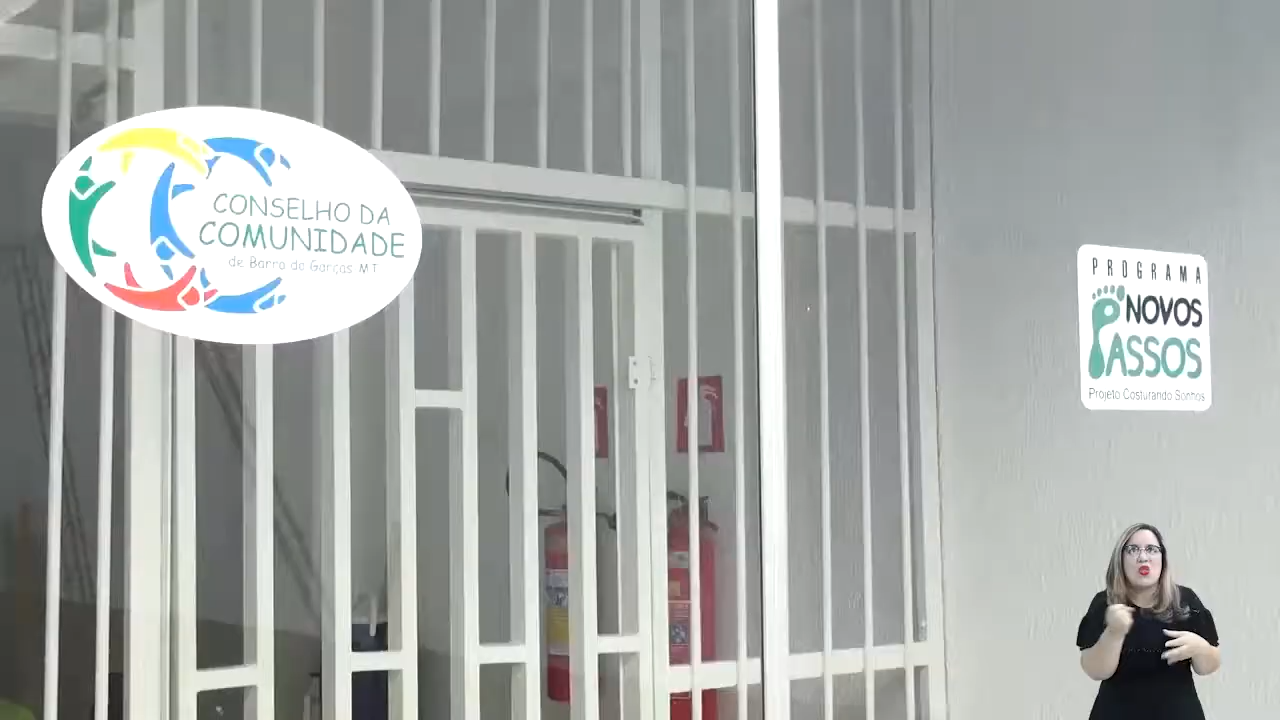 CONSELHO DA
COMUNIDADE
de Barra do Garças MT
PROGRAMA
NOVOS
PASSOS
Projeto Costurando Sonhos